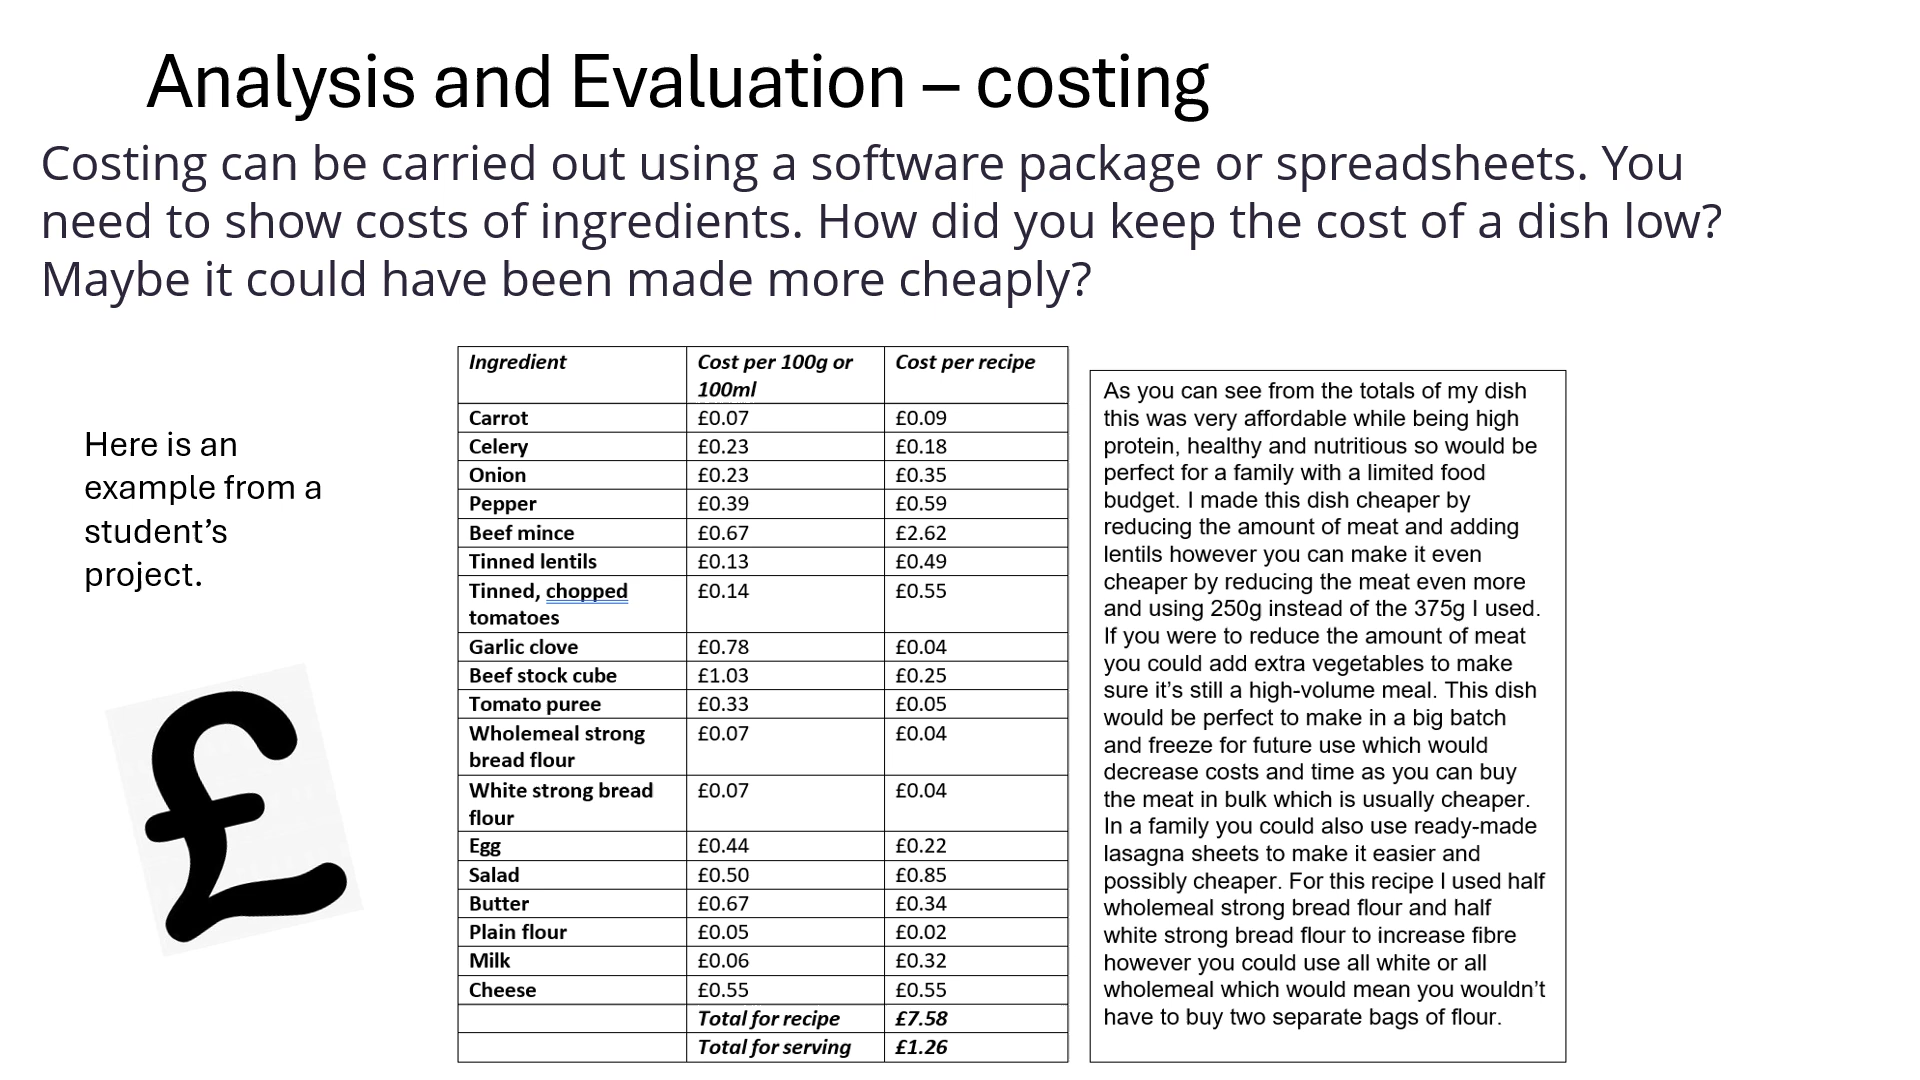 Analysis and Evaluation – costing
Costing can be carried out using a software package or spreadsheets. You
need to show costs of ingredients. How did you keep the cost of a dish low?
Maybe it could have been made more cheaply?
Here is an
example from a
student’s
project.
£
Ingredient Cost per 100g or Cost per recipe
100ml
Carrot £0.07 £0.09
Celery £0.23 £0.18
Onion £0.23 £0.35
Pepper £0.39 £0.59
Beef mince £0.67 £2.62
Tinned lentils £0.13 £0.49
Tinned, chopped £0.14 £0.55
tomatoes
Garlic clove £0.78 £0.04
Beef stock cube £1.03 £0.25
Tomato puree £0.33 £0.05
Wholemeal strong £0.07 £0.04
bread flour
White strong bread £0.07 £0.04
flour
Egg £0.44 £0.22
Salad £0.50 £0.85
Butter £0.67 £0.34
Plain flour £0.05 £0.02
Milk £0.06 £0.32
Cheese £0.55 £0.55
Total for recipe £7.58
Total for serving £1.26
As you can see from the totals of my dish
this was very affordable while being high
protein, healthy and nutritious so would be
perfect for a family with a limited food
budget. I made this dish cheaper by
reducing the amount of meat and adding
lentils however you can make it even
cheaper by reducing the meat even more
and using 250g instead of the 375g I used.
If you were to reduce the amount of meat
you could add extra vegetables to make
sure it’s still a high-volume meal. This dish
would be perfect to make in a big batch
and freeze for future use which would
decrease costs and time as you can buy
the meat in bulk which is usually cheaper.
In a family you could also use ready-made
lasagna sheets to make it easier and
possibly cheaper. For this recipe I used half
wholemeal strong bread flour and half
white strong bread flour to increase fibre
however you could use all white or all
wholemeal which would mean you wouldn’t
have to buy two separate bags of flour.